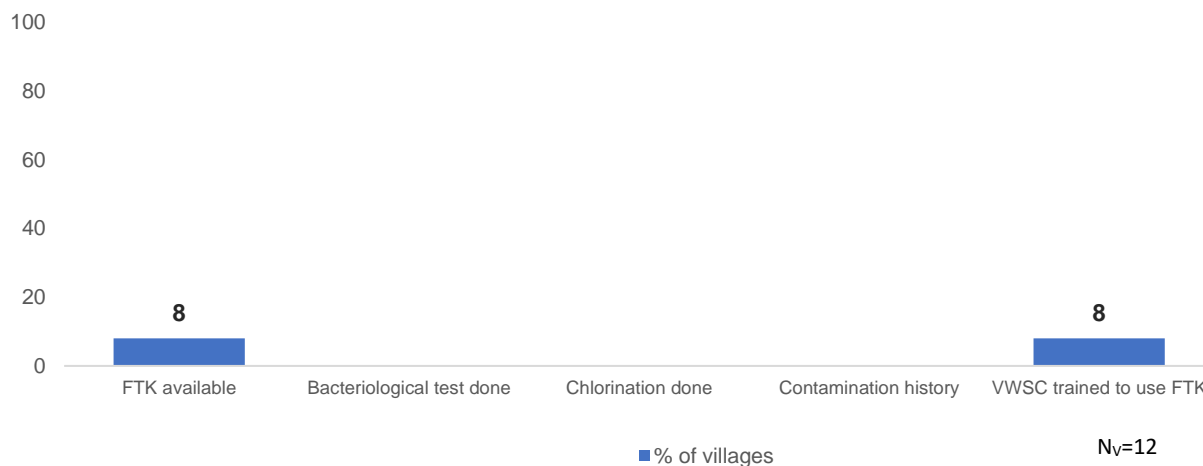 100
80
60
40
20
0
8
8
FTK available
Bacteriological test done
Chlorination done
Contamination history
VWSC trained to use FTK
% of villages
NV=12